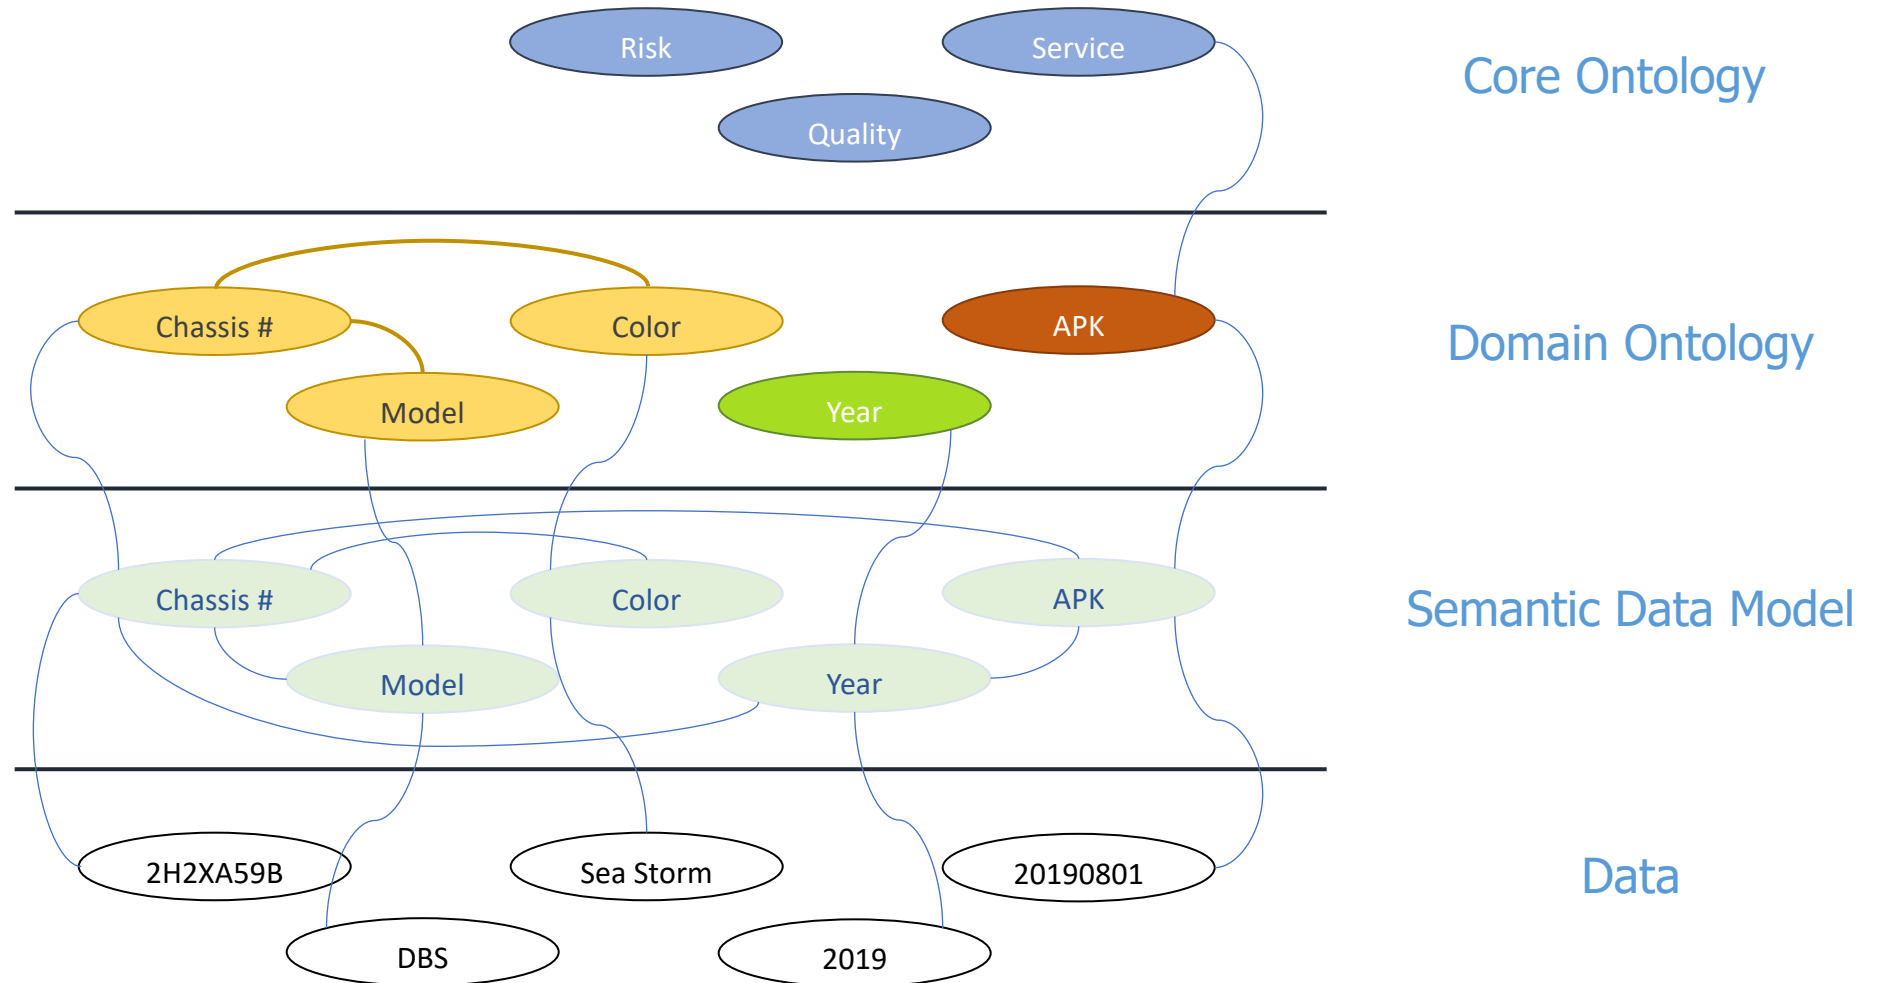 Risk
Service
Quality
Core Ontology
Chassis #
Color
APK
Model
Year
Domain Ontology
Chassis #
Color
APK
Model
Year
Semantic Data Model
2H2XA59B
Sea Storm
20190801
DBS
2019
Data